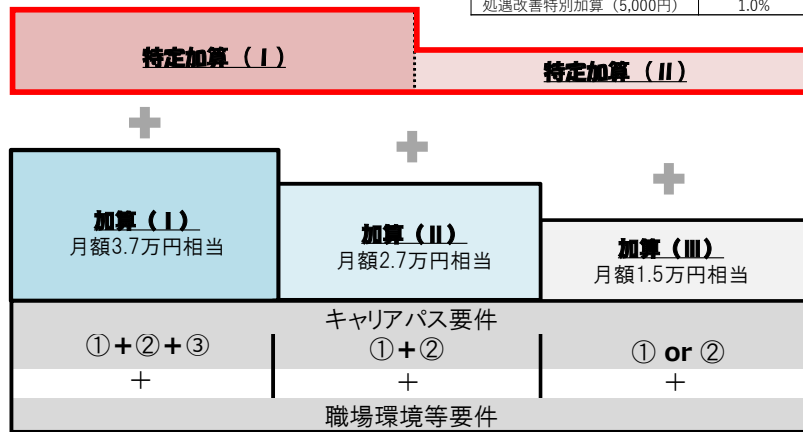 処遇改善特別加算（5,000円） 1.0%
特定加算（Ⅰ）
特定加算（Ⅱ）
加算（Ⅰ）
月額3.7万円相当
加算（Ⅱ）
月額2.7万円相当
加算（Ⅲ）
月額1.5万円相当
キャリアパス要件
①+②+③ ①+② ① or ②
＋ ＋ ＋
職場環境等要件